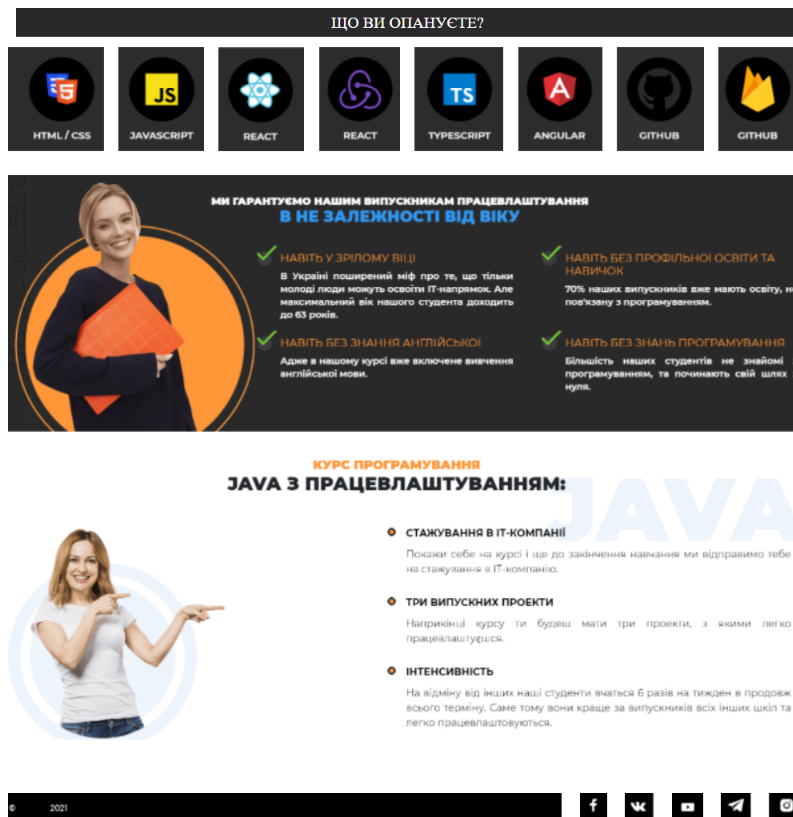 ЩО ВИ ОПАНУЄТЕ?
JS
TS
A
HTML / CSS
JAVASCRIPT
REACT
REACT
TYPESCRIPT
ANGULAR
GITHUB
GITHUB
МИ ГАРАНТУЄМО НАШИМ ВИПУСКНИКАМ ПРАЦЕВЛАШТУВАННЯ
В НЕ ЗАЛЕЖНОСТІ ВІД ВІКУ
НАВІТЬ У ЗРІЛОМУ ВІЦІ
В Україні поширений міф про те, що тільки
молоді люди можуть освоїти ІТ-напрямок. Але
максимальний вік нашого студента доходить
до 63 років.
НАВІТЬ БЕЗ ПРОФІЛЬНОЇ ОСВІТИ ТА
НАВИЧОК
70% наших випускників вже мають освіту, не
пов'язану з програмуванням.
НАВІТЬ БЕЗ ЗНАННЯ АНГЛІЙСЬКОЇ
Адже в нашому курсі вже включене вивчення
англійської мови.
НАВІТЬ БЕЗ ЗНАНЬ ПРОГРАМУВАННЯ
Більшість наших студентів не знайомі
програмуванням, та починають свій шлях
нуля.
КУРС ПРОГРАМУВАННЯ
JAVA З ПРАЦЕВЛАШТУВАННЯМ:
JAVA
СТАЖУВАННЯ В ІТ-КОМПАНІЇ
Покажи себе на курсі і ще до закінчення навчання ми відправимо тебе
на стажування в ІТ-компанію.
ТРИ ВИПУСКНИХ ПРОЕКТИ
Наприкінці курсу ти будеш мати три проекти, з якими легко
працевлаштуєшся.
ІНТЕНСИВНІСТЬ
На відміну від інших наші студенти вчаться 6 разів на тижден в продовж
всього терміну. Саме тому вони краще за випускників всіх інших шкіл та
легко працевлаштовуються.
© 2021